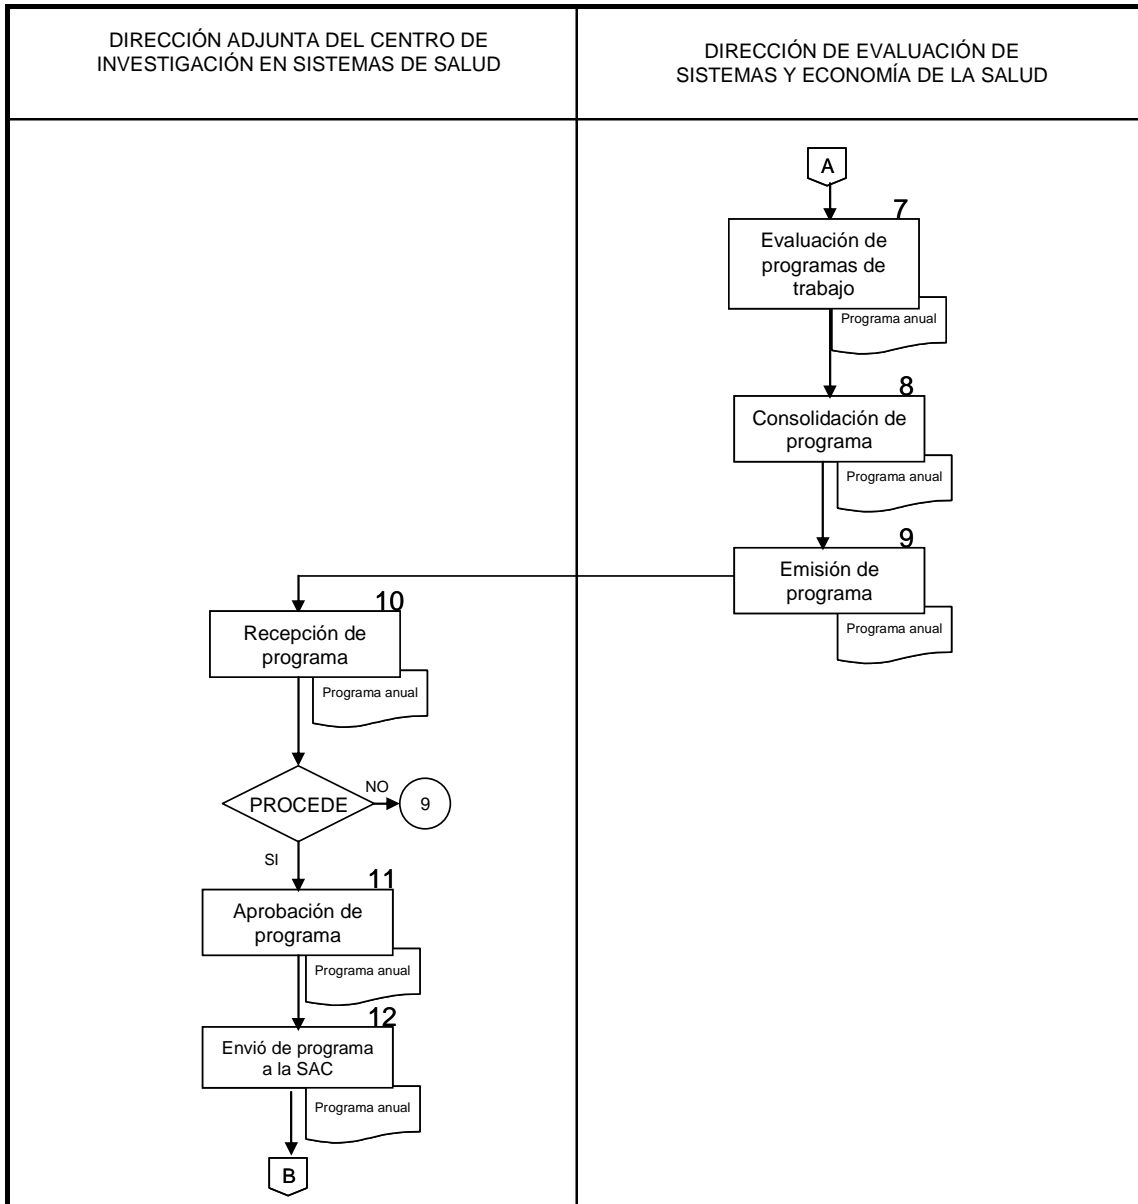 DIRECCIÓN ADJUNTA DEL CENTRO DE
INVESTIGACIÓN EN SISTEMAS DE SALUD
DIRECCIÓN DE EVALUACIÓN DE
SISTEMAS Y ECONOMÍA DE LA SALUD
A
7
Evaluación de
programas de
trabajo
Programa anual
8
Consolidación de
programa
Programa anual
9
Emisión de
programa
Programa anual
10
Recepción de
programa
Programa anual
PROCEDE
NO
9
SI
11
Aprobación de
programa
Programa anual
12
Envió de programa
a la SAC
Programa anual
B